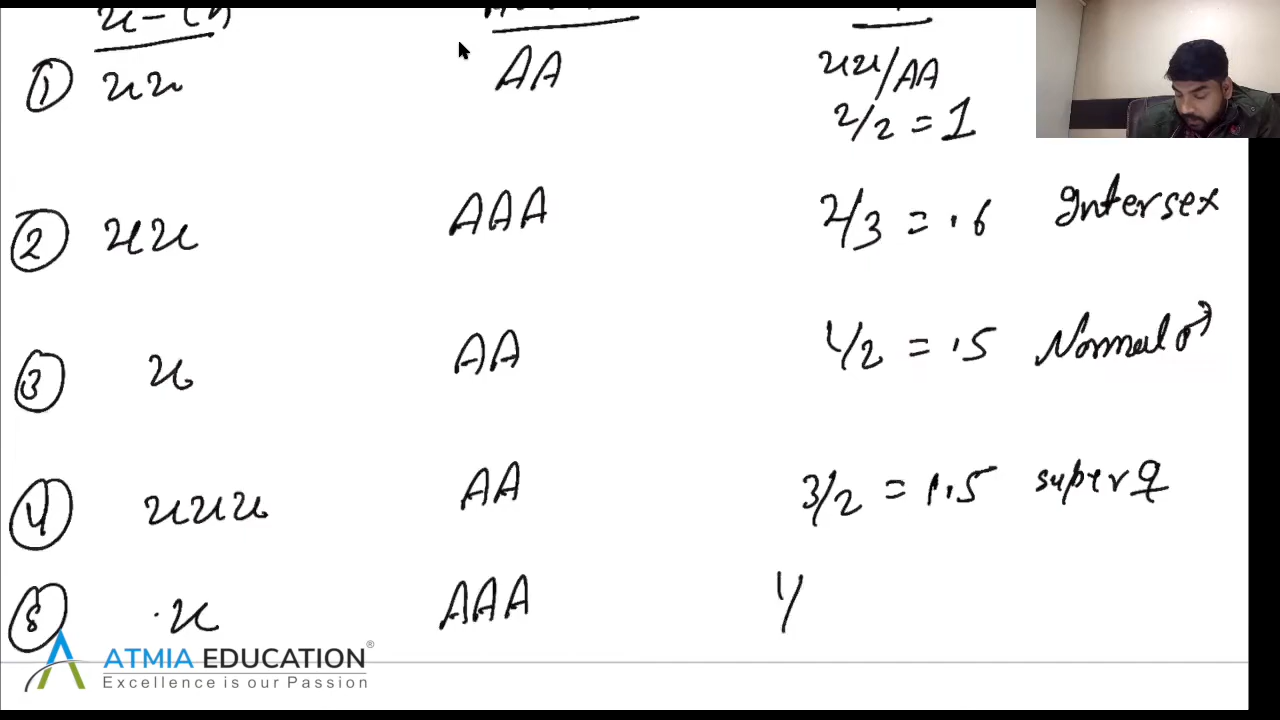 ① xx AA xx/AA
2/2 = 1
② xx AAA 2/3 = .6 Intersex
③ x AA 1/2 = .5 Normal ♂
④ xxx AA 3/2 = 1.5 super ♀
⑤ x AAA 1/
ATMIA EDUCATION®
Excellence is our Passion